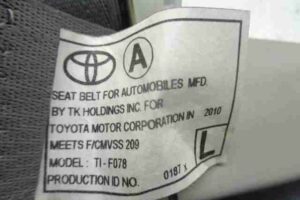 A
SEAT BELT FOR AUTOMOBILES MFD.
BY TK HOLDINGS INC. FOR
TOYOTA MOTOR CORPORATION IN 2010
MEETS F/CMVSS 209
MODEL: TI-F078
PRODUCTION ID NO. 0187 x
L